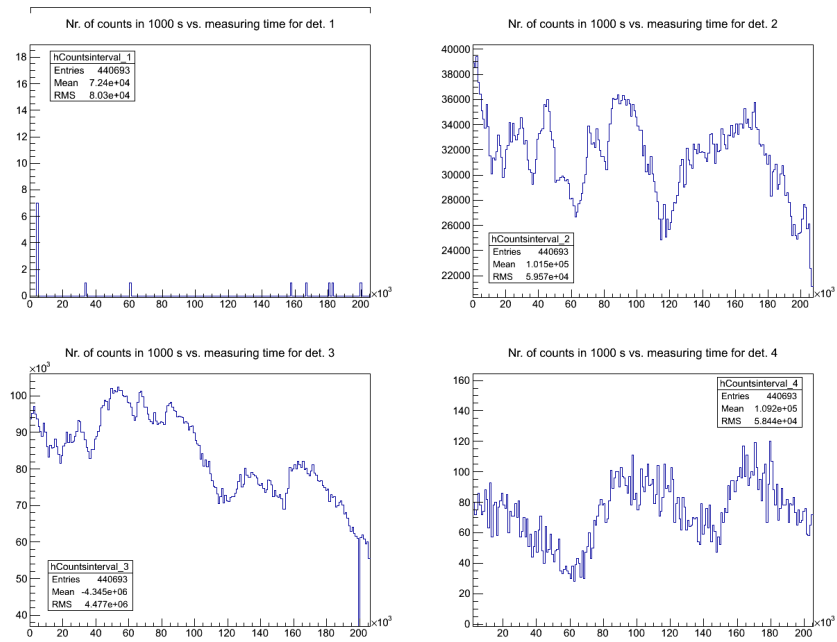 Nr. of counts in 1000 s vs. measuring time for det. 1
hCountsinterval_1
Entries 440693
Mean 7.24e+04
RMS 8.03e+04
18
16
14
12
10
8
6
4
2
0
0 20 40 60 80 100 120 140 160 180 200 ×10³
Nr. of counts in 1000 s vs. measuring time for det. 2
40000
38000
36000
34000
32000
30000
28000
26000
24000
22000
hCountsinterval_2
Entries 440693
Mean 1.015e+05
RMS 5.957e+04
0 20 40 60 80 100 120 140 160 180 200 ×10³
Nr. of counts in 1000 s vs. measuring time for det. 3
×10³
100
90
80
70
60
50
40
hCountsinterval_3
Entries 440693
Mean -4.345e+06
RMS 4.477e+06
0 20 40 60 80 100 120 140 160 180 200
Nr. of counts in 1000 s vs. measuring time for det. 4
160
140
120
100
80
60
40
20
0
hCountsinterval_4
Entries 440693
Mean 1.092e+05
RMS 5.844e+04
0 20 40 60 80 100 120 140 160 180 200 ×10³